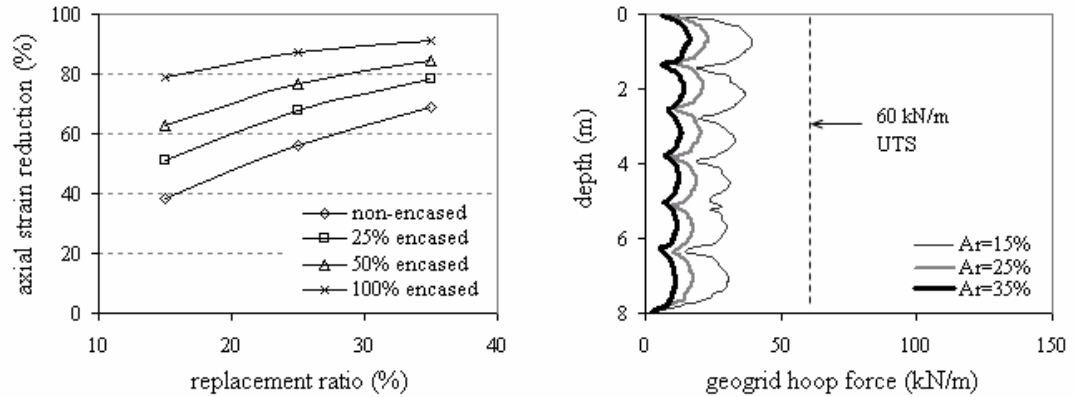 axial strain reduction (%)
100
80
60
40
20
0
10
20
30
40
replacement ratio (%)
non-encased
25% encased
50% encased
100% encased
depth (m)
0
2
4
6
8
0
50
100
150
geogrid hoop force (kN/m)
60 kN/m
UTS
Ar=15%
Ar=25%
Ar=35%